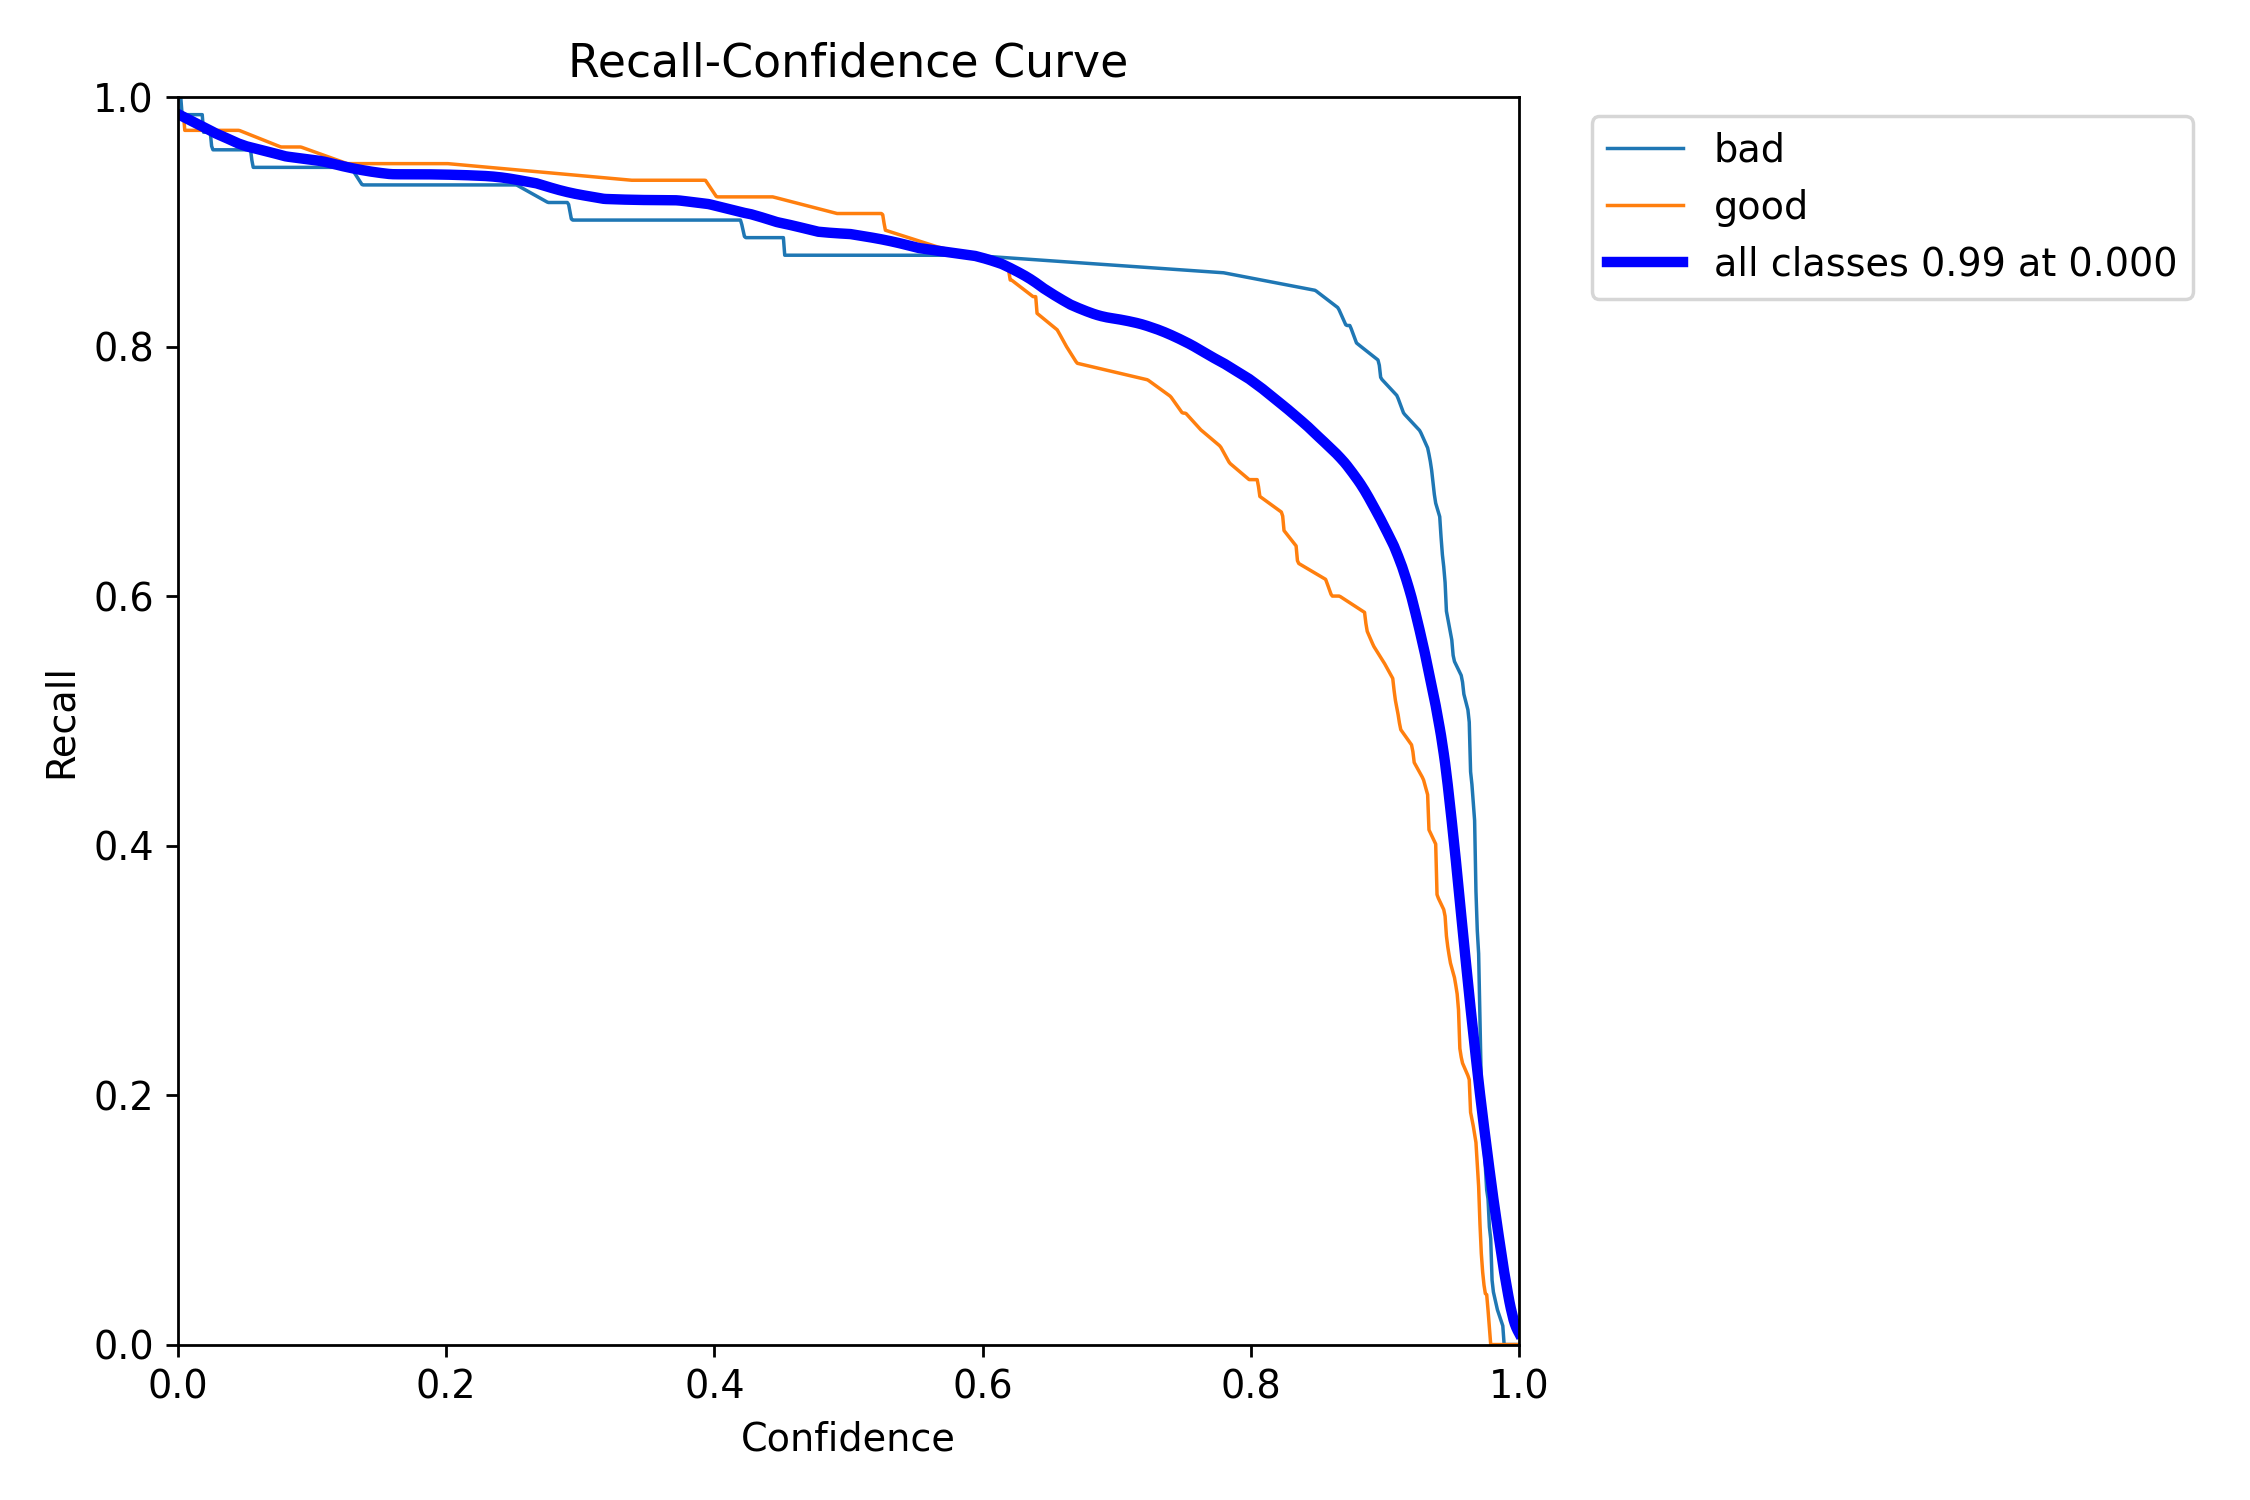 Recall-Confidence Curve
1.0
0.8
0.6
0.4
0.2
0.0
Recall
0.0 0.2 0.4 0.6 0.8 1.0
Confidence
bad
good
all classes 0.99 at 0.000